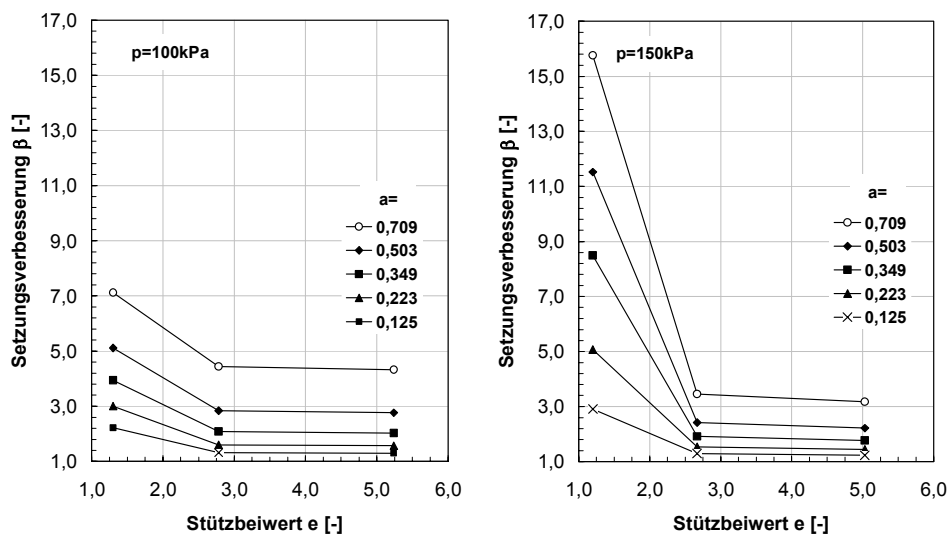 p=100kPa
Setzungsverbesserung β [-]
17,0
15,0
13,0
11,0
9,0
7,0
5,0
3,0
1,0
a=
0,709
0,503
0,349
0,223
0,125
1,0 2,0 3,0 4,0 5,0 6,0
Stützbeiwert e [-]
p=150kPa
Setzungsverbesserung β [-]
17,0
15,0
13,0
11,0
9,0
7,0
5,0
3,0
1,0
a=
0,709
0,503
0,349
0,223
0,125
1,0 2,0 3,0 4,0 5,0 6,0
Stützbeiwert e [-]